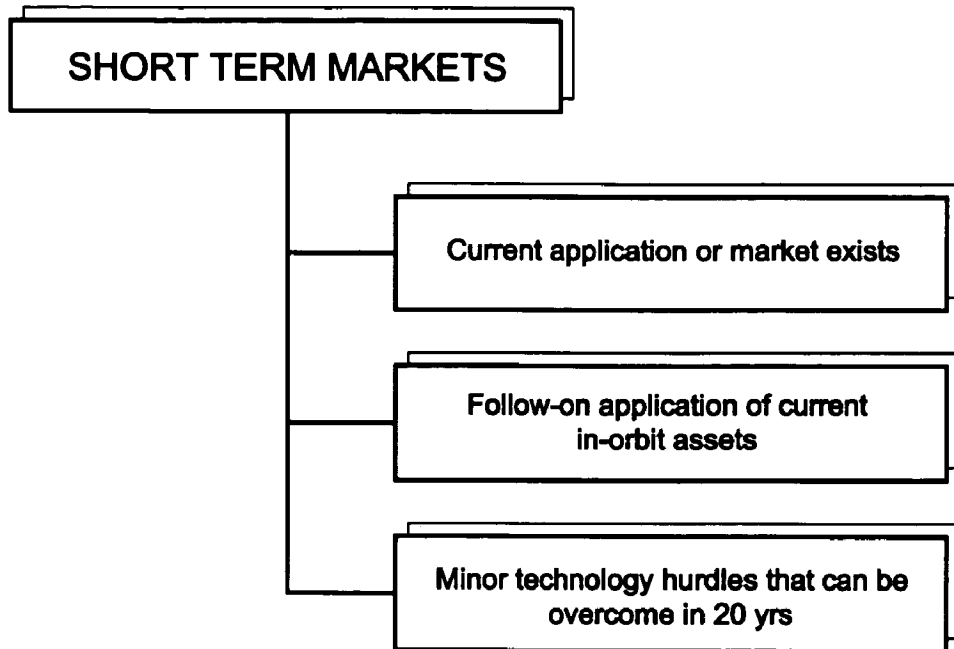 SHORT TERM MARKETS
Current application or market exists
Follow-on application of current
in-orbit assets
Minor technology hurdles that can be
overcome in 20 yrs